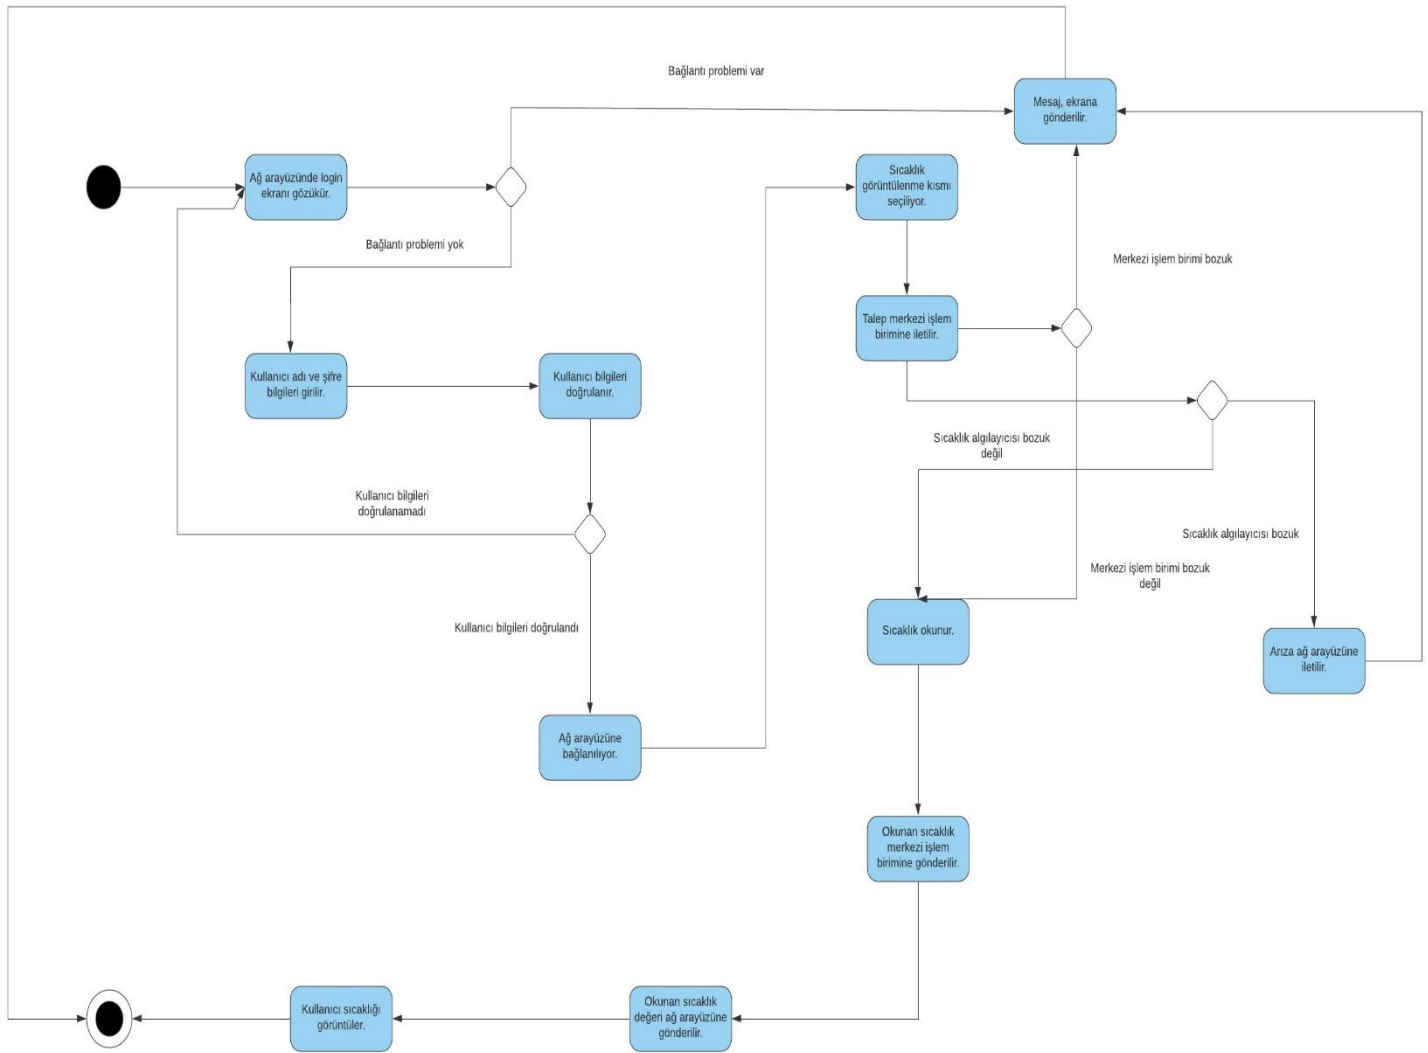 Bağlantı problemi var
Mesaj, ekrana
gönderilir.
Ağ arayüzünde login
ekranı gözükür.
Sıcaklık
görüntülenme kısmı
seçiliyor.
Bağlantı problemi yok
Merkezi işlem birimi bozuk
Talep merkezi işlem
birimine iletilir.
Kullanıcı adı ve şifre
bilgileri girilir.
Kullanıcı bilgileri
doğrulanır.
Sıcaklık algılayıcısı bozuk
değil
Kullanıcı bilgileri
doğrulanamadı
Sıcaklık algılayıcısı bozuk
Merkezi işlem birimi bozuk
değil
Kullanıcı bilgileri doğrulandı
Sıcaklık okunur.
Arıza ağ arayüzüne
iletilir.
Ağ arayüzüne
bağlanılıyor.
Okunan sıcaklık
merkezi işlem
birimine gönderilir.
Kullanıcı sıcaklığı
görüntüler.
Okunan sıcaklık
değeri ağ arayüzüne
gönderilir.